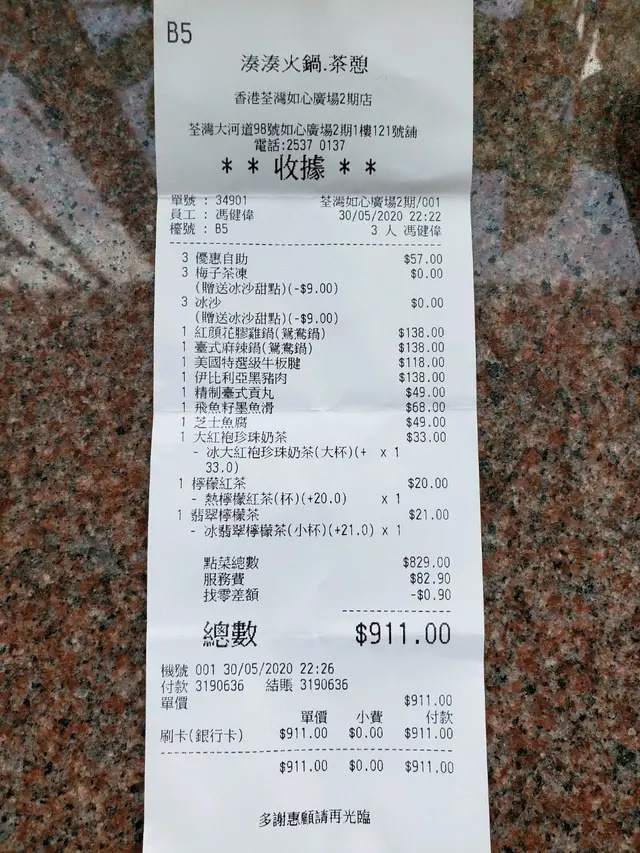 B5
湊湊火鍋.茶憩
香港荃灣如心廣場2期店
荃灣大河道98號如心廣場2期1樓121號舖
電話:2537 0137
* * 收據 * *
單號 : 34901 荃灣如心廣場2期/001
員工 : 馮健偉 30/05/2020 22:22
檯號 : B5 3 人 馮健偉
3 優惠自助 $57.00
3 梅子茶凍 $0.00
(贈送冰沙甜點)(-$9.00)
3 冰沙 $0.00
(贈送冰沙甜點)(-$9.00)
1 紅顔花膠雞鍋(鴛鴦鍋) $138.00
1 臺式麻辣鍋(鴛鴦鍋) $138.00
1 美國特選級牛板腱 $118.00
1 伊比利亞黑豬肉 $138.00
1 精制臺式貢丸 $49.00
1 飛魚籽墨魚滑 $68.00
1 芝士魚腐 $49.00
1 大紅袍珍珠奶茶 $33.00
- 冰大紅袍珍珠奶茶(大杯)(+ x 1
33.0)
1 檸檬紅茶 $20.00
- 熱檸檬紅茶(杯)(+20.0) x 1
1 翡翠檸檬茶 $21.00
- 冰翡翠檸檬茶(小杯)(+21.0) x 1
點菜總數 $829.00
服務費 $82.90
找零差額 -$0.90
總數 $911.00
機號 001 30/05/2020 22:26
付款 3190636 結賬 3190636
單價 $911.00
單價 小費 付款
刷卡(銀行卡) $911.00 $0.00 $911.00
$911.00 $0.00 $911.00
多謝惠顧請再光臨